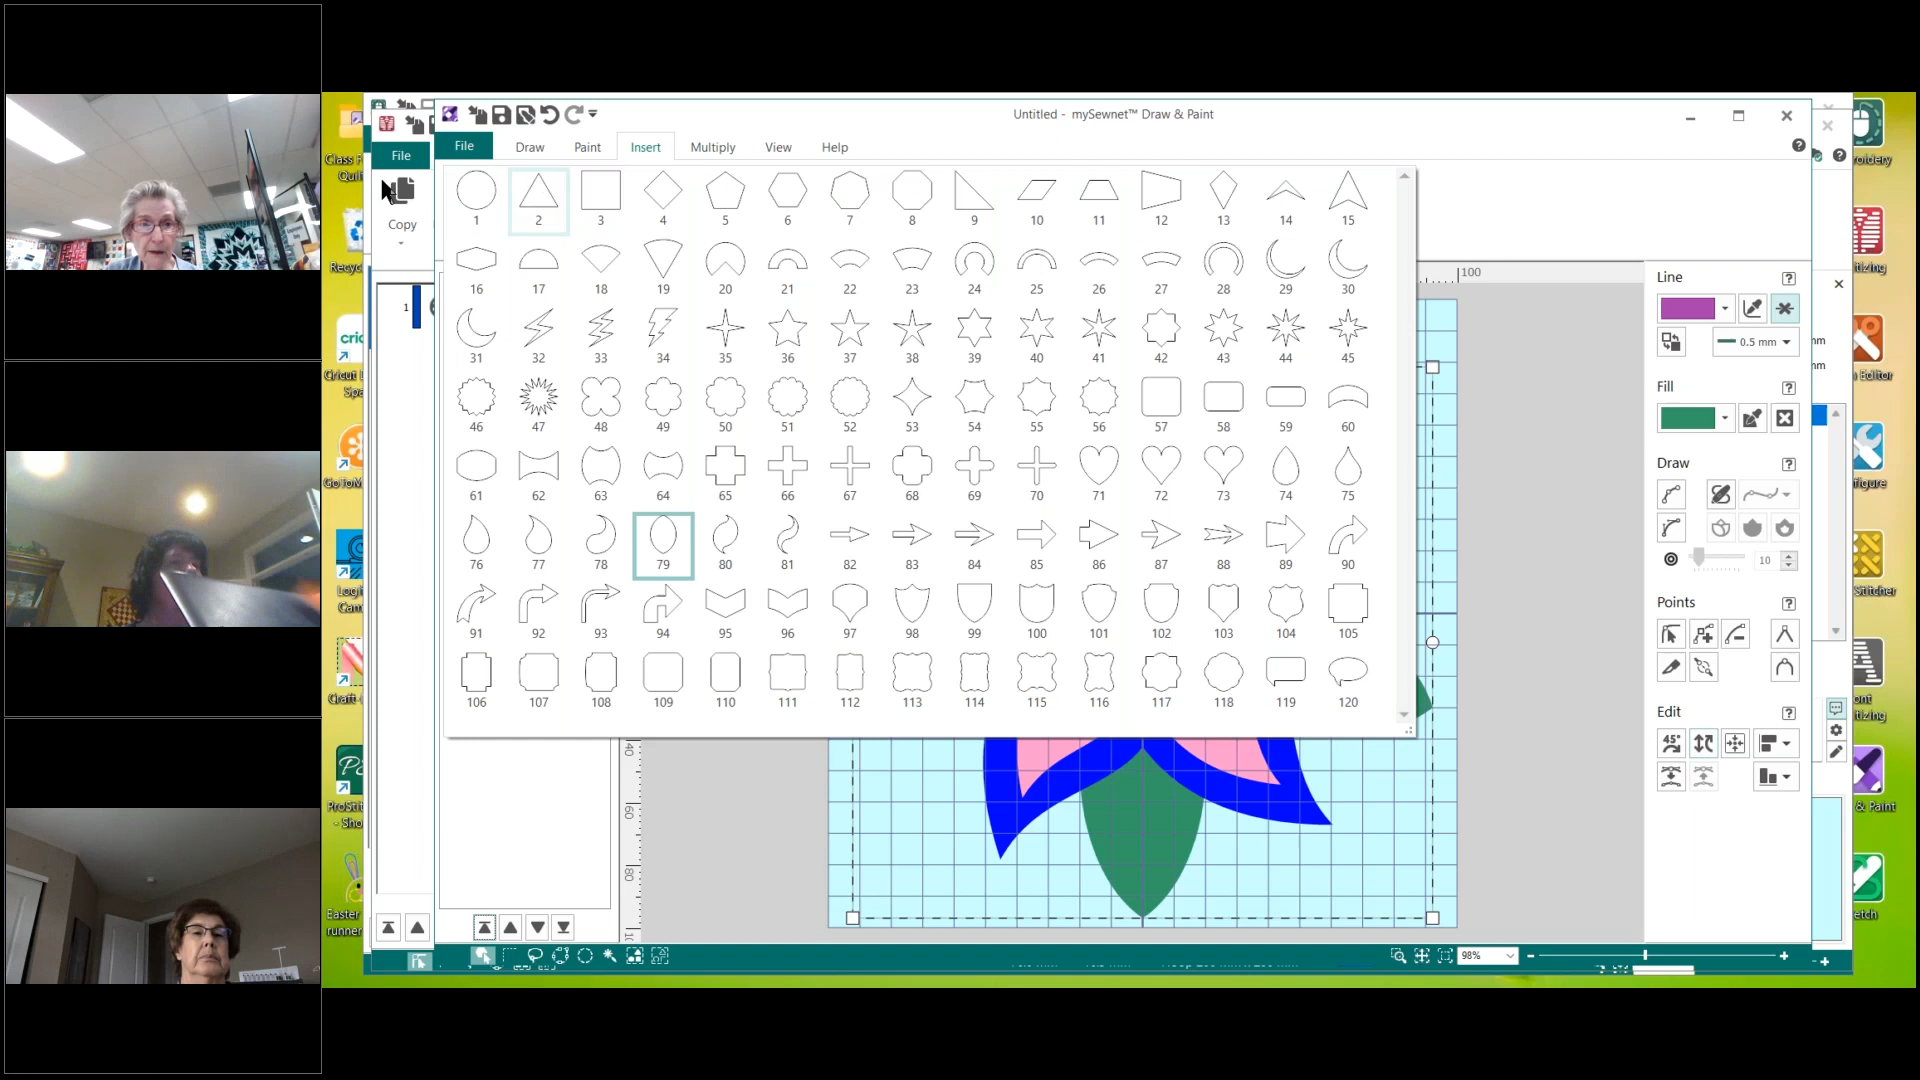 Untitled - mySewnet™ Draw & Paint
File
Draw
Paint
Insert
Multiply
View
Help
File
Copy
1
1 2 3 4 5 6 7 8 9 10 11 12 13 14 15
16 17 18 19 20 21 22 23 24 25 26 27 28 29 30
31 32 33 34 35 36 37 38 39 40 41 42 43 44 45
46 47 48 49 50 51 52 53 54 55 56 57 58 59 60
61 62 63 64 65 66 67 68 69 70 71 72 73 74 75
76 77 78 79 80 81 82 83 84 85 86 87 88 89 90
91 92 93 94 95 96 97 98 99 100 101 102 103 104 105
106 107 108 109 110 111 112 113 114 115 116 117 118 119 120
100
40
60
80
Line
0.5 mm
Fill
Draw
10
Points
Edit
45°
98%
Easter
runner
& Paint